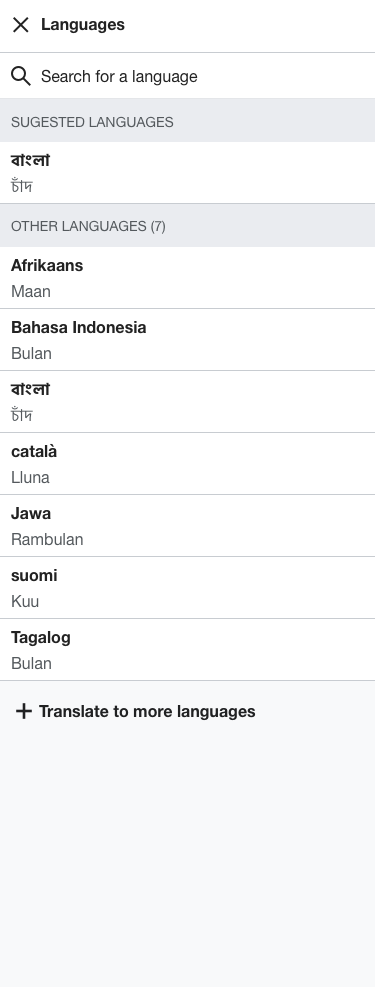 Languages
Search for a language
SUGESTED LANGUAGES
বাংলা
চাঁদ
OTHER LANGUAGES (7)
Afrikaans
Maan
Bahasa Indonesia
Bulan
বাংলা
চাঁদ
català
Lluna
Jawa
Rambulan
suomi
Kuu
Tagalog
Bulan
Translate to more languages